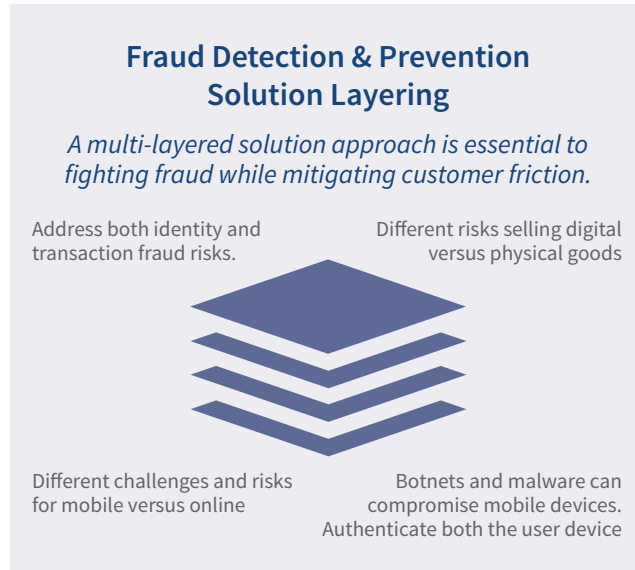 Fraud Detection & Prevention
Solution Layering
A multi-layered solution approach is essential to
fighting fraud while mitigating customer friction.
Address both identity and
transaction fraud risks.
Different risks selling digital
versus physical goods
Different challenges and risks
for mobile versus online
Botnets and malware can
compromise mobile devices.
Authenticate both the user device